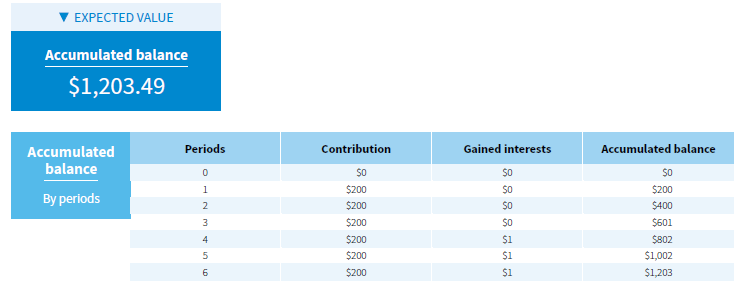 ▼ EXPECTED VALUE
Accumulated balance
$1,203.49
Accumulated balance
By periods
Periods Contribution Gained interests Accumulated balance
0 $0 $0 $0
1 $200 $0 $200
2 $200 $0 $400
3 $200 $0 $601
4 $200 $1 $802
5 $200 $1 $1,002
6 $200 $1 $1,203